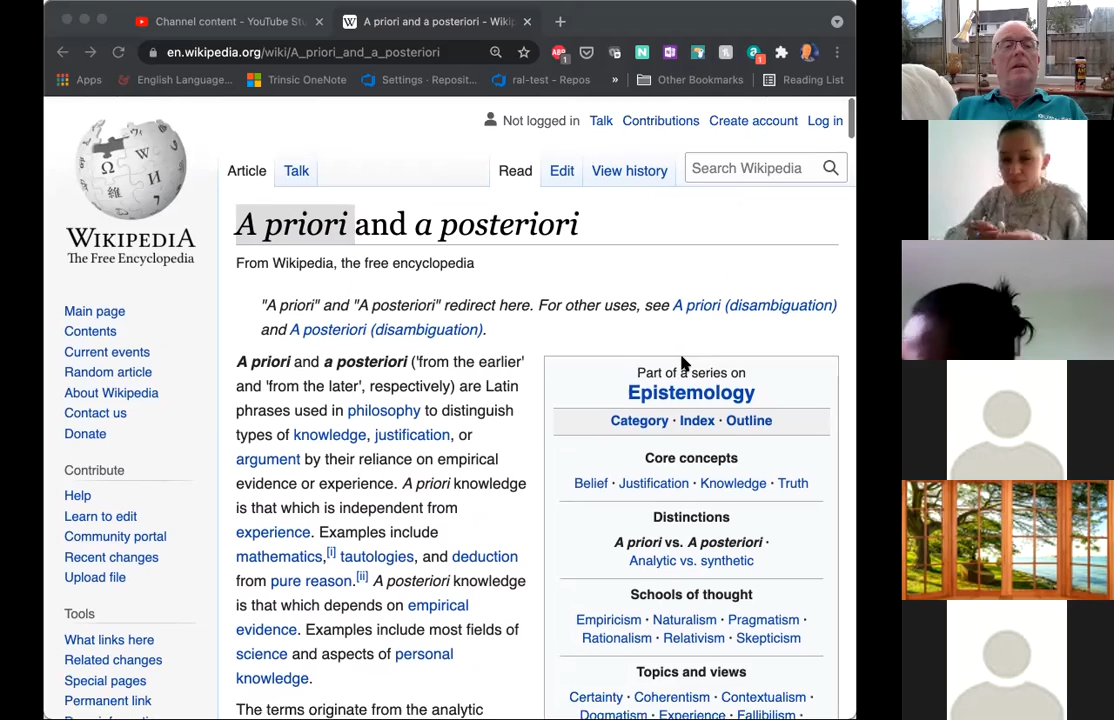 Channel content - YouTube Stu
A priori and a posteriori - Wikip
en.wikipedia.org/wiki/A_priori_and_a_posteriori
Apps
English Language...
Trinsic OneNote
Settings · Reposit...
ral-test - Repos
»
Other Bookmarks
Reading List
Not logged in
Talk
Contributions
Create account
Log in
Article
Talk
Read
Edit
View history
Search Wikipedia
WIKIPEDIA
The Free Encyclopedia
A priori and a posteriori
From Wikipedia, the free encyclopedia
"A priori" and "A posteriori" redirect here. For other uses, see A priori (disambiguation)
and A posteriori (disambiguation).
Main page
Contents
Current events
Random article
About Wikipedia
Contact us
Donate
Contribute
Help
Learn to edit
Community portal
Recent changes
Upload file
Tools
What links here
Related changes
Special pages
Permanent link
A priori and a posteriori ('from the earlier'
and 'from the later', respectively) are Latin
phrases used in philosophy to distinguish
types of knowledge, justification, or
argument by their reliance on empirical
evidence or experience. A priori knowledge
is that which is independent from
experience. Examples include
mathematics,[i] tautologies, and deduction
from pure reason.[ii] A posteriori knowledge
is that which depends on empirical
evidence. Examples include most fields of
science and aspects of personal
knowledge.
The terms originate from the analytic
Part of a series on
Epistemology
Category · Index · Outline
Core concepts
Belief · Justification · Knowledge · Truth
Distinctions
A priori vs. A posteriori ·
Analytic vs. synthetic
Schools of thought
Empiricism · Naturalism · Pragmatism ·
Rationalism · Relativism · Skepticism
Topics and views
Certainty · Coherentism · Contextualism ·
Dogmatism · Experience · Fallibilism ·